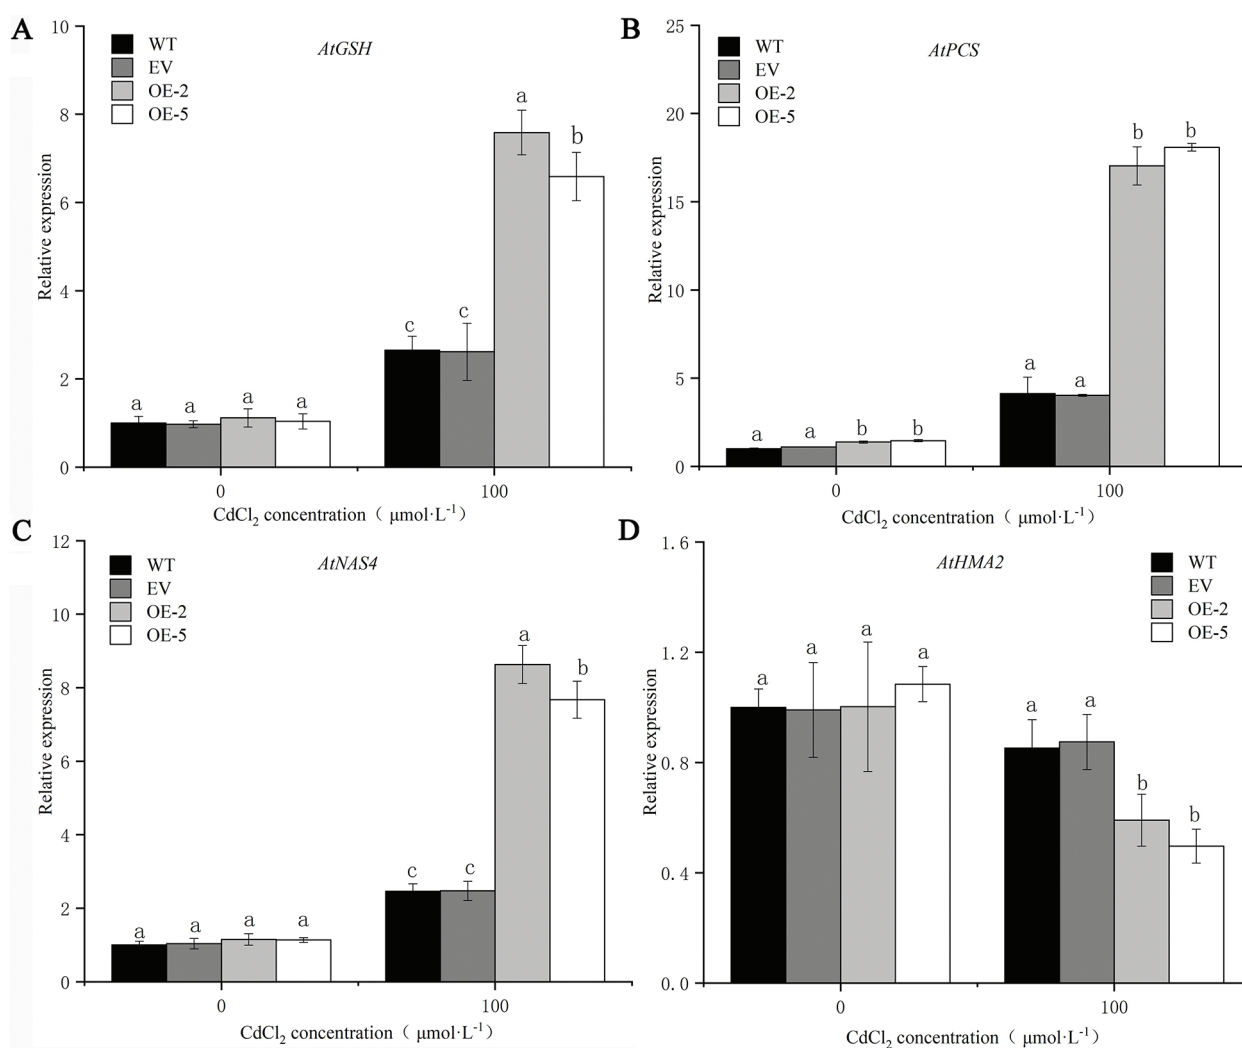 A
AtGSH
WT
EV
OE-2
OE-5
10
8
6
4
2
0
Relative expression
a
a
a
a
c
c
a
b
0
100
CdCl₂ concentration（ μmol·L⁻¹）
B
AtPCS
WT
EV
OE-2
OE-5
25
20
15
10
5
0
Relative expression
a
a
b
b
a
a
b
b
0
100
CdCl₂ concentration（ μmol·L⁻¹）
C
AtNAS4
WT
EV
OE-2
OE-5
12
10
8
6
4
2
0
Relative expression
a
a
a
a
c
c
a
b
0
100
CdCl₂ concentration（ μmol·L⁻¹）
D
AtHMA2
WT
EV
OE-2
OE-5
1.6
1.2
0.8
0.4
0.0
Relative expression
a
a
a
a
a
a
b
b
0
100
CdCl₂ concentration（ μmol·L⁻¹）